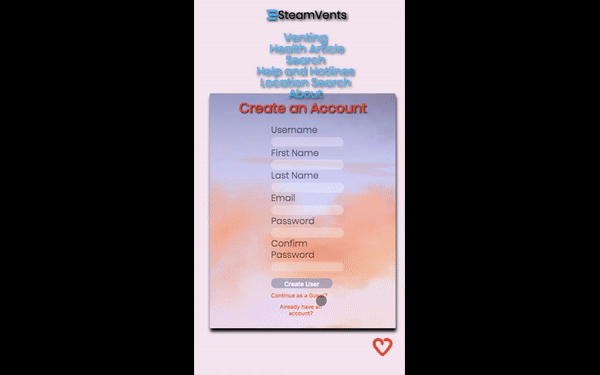 SteamVents
Venting
Health Article
Search
Help and Hotlines
Location Search
About
Create an Account
Username
First Name
Last Name
Email
Password
Confirm
Password
Create User
Continue as a Guest?
Already have an
account?